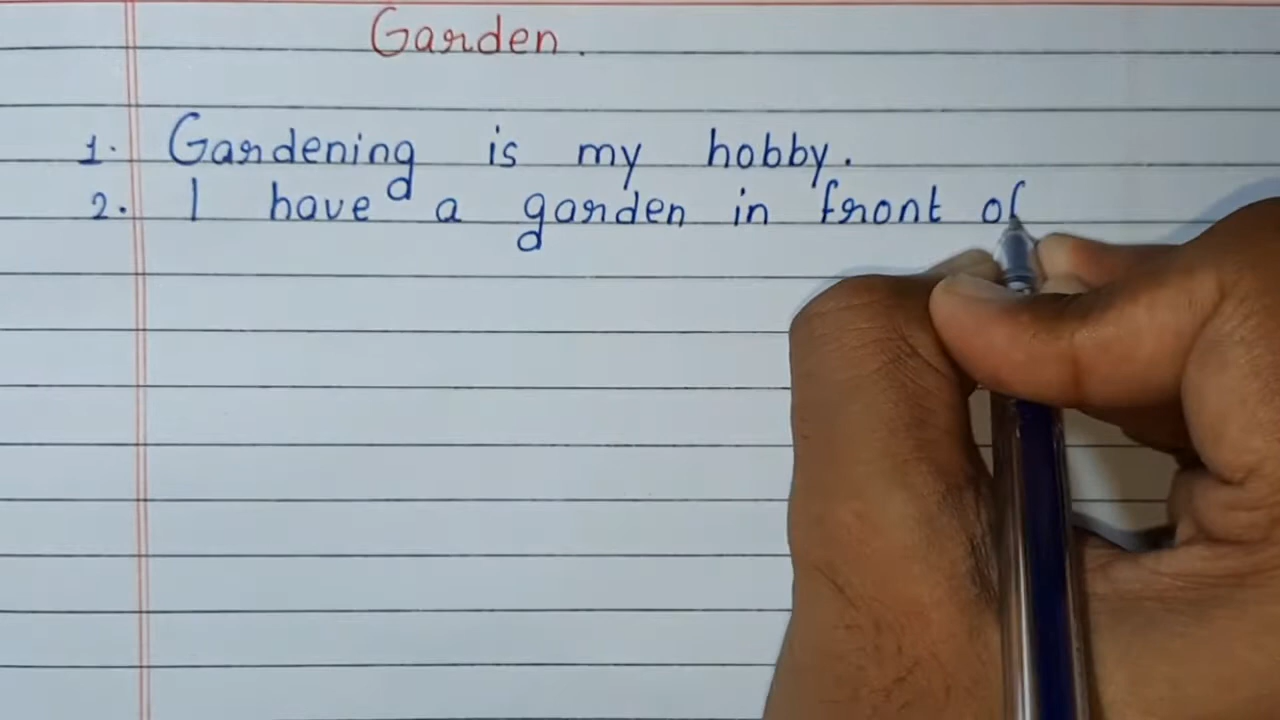 Garden.
1. Gardening is my hobby.
2. I have a garden in front of